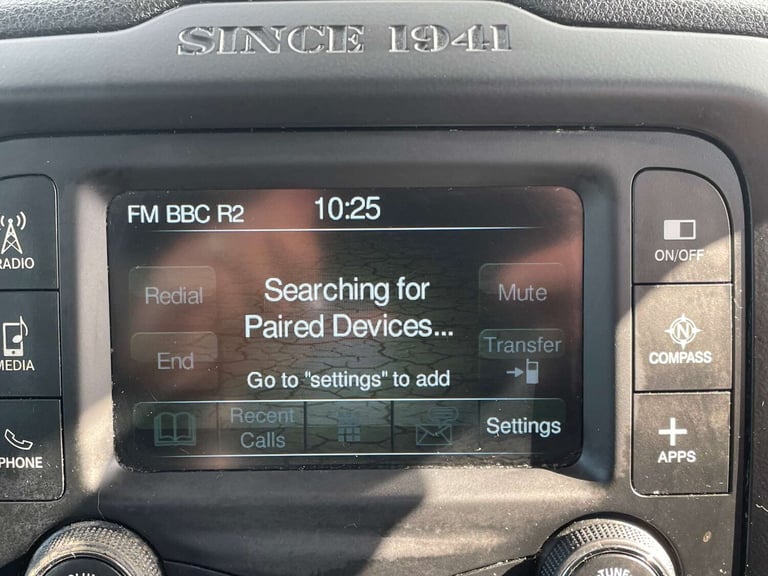 SINCE 1941
FM BBC R2 10:25
RADIO
ON/OFF
Redial
Searching for
Paired Devices...
Mute
MEDIA
N
COMPASS
End
Transfer
Go to "settings" to add
PHONE
Recent
Calls
Settings
APPS
TUNE